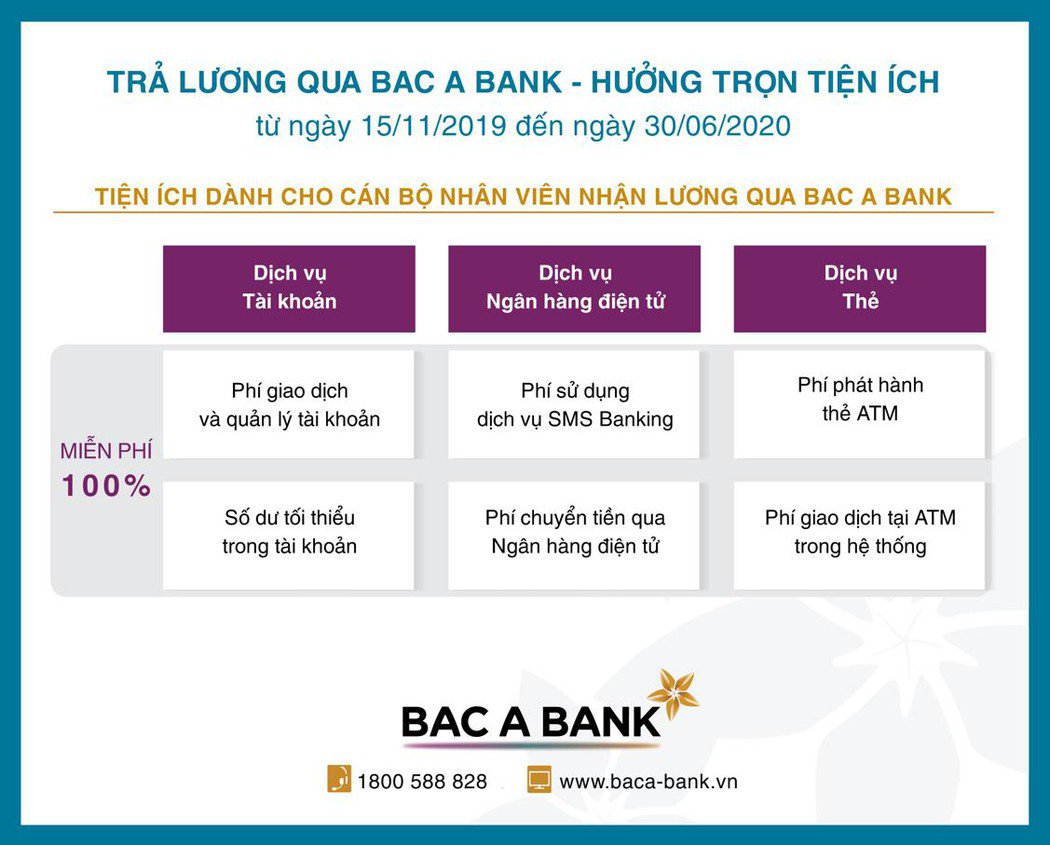 TRẢ LƯƠNG QUA BAC A BANK - HƯỞNG TRỌN TIỆN ÍCH
từ ngày 15/11/2019 đến ngày 30/06/2020
TIỆN ÍCH DÀNH CHO CÁN BỘ NHÂN VIÊN NHẬN LƯƠNG QUA BAC A BANK
Dịch vụ
Tài khoản
Dịch vụ
Ngân hàng điện tử
Dịch vụ
Thẻ
MIỄN PHÍ
100%
Phí giao dịch
và quản lý tài khoản
Phí sử dụng
dịch vụ SMS Banking
Phí phát hành
thẻ ATM
Số dư tối thiểu
trong tài khoản
Phí chuyển tiền qua
Ngân hàng điện tử
Phí giao dịch tại ATM
trong hệ thống
BAC A BANK
1800 588 828
www.baca-bank.vn